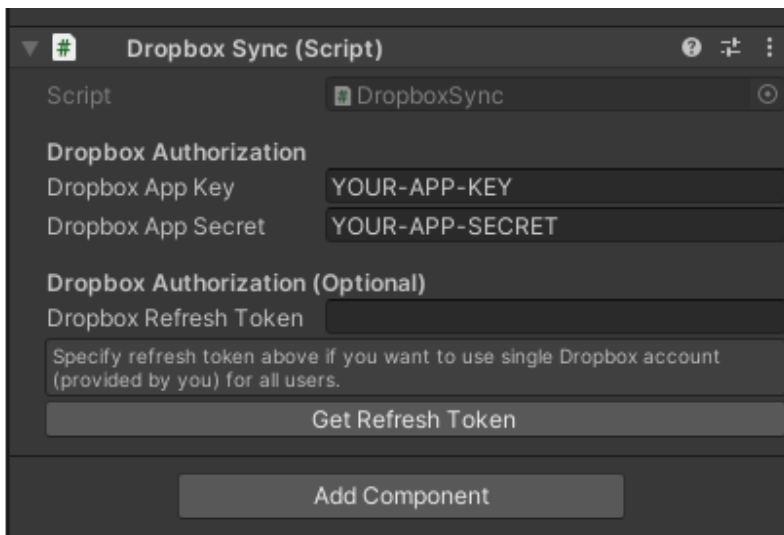 # Dropbox Sync (Script)
Script # DropboxSync
Dropbox Authorization
Dropbox App Key YOUR-APP-KEY
Dropbox App Secret YOUR-APP-SECRET
Dropbox Authorization (Optional)
Dropbox Refresh Token
Specify refresh token above if you want to use single Dropbox account
(provided by you) for all users.
Get Refresh Token
Add Component